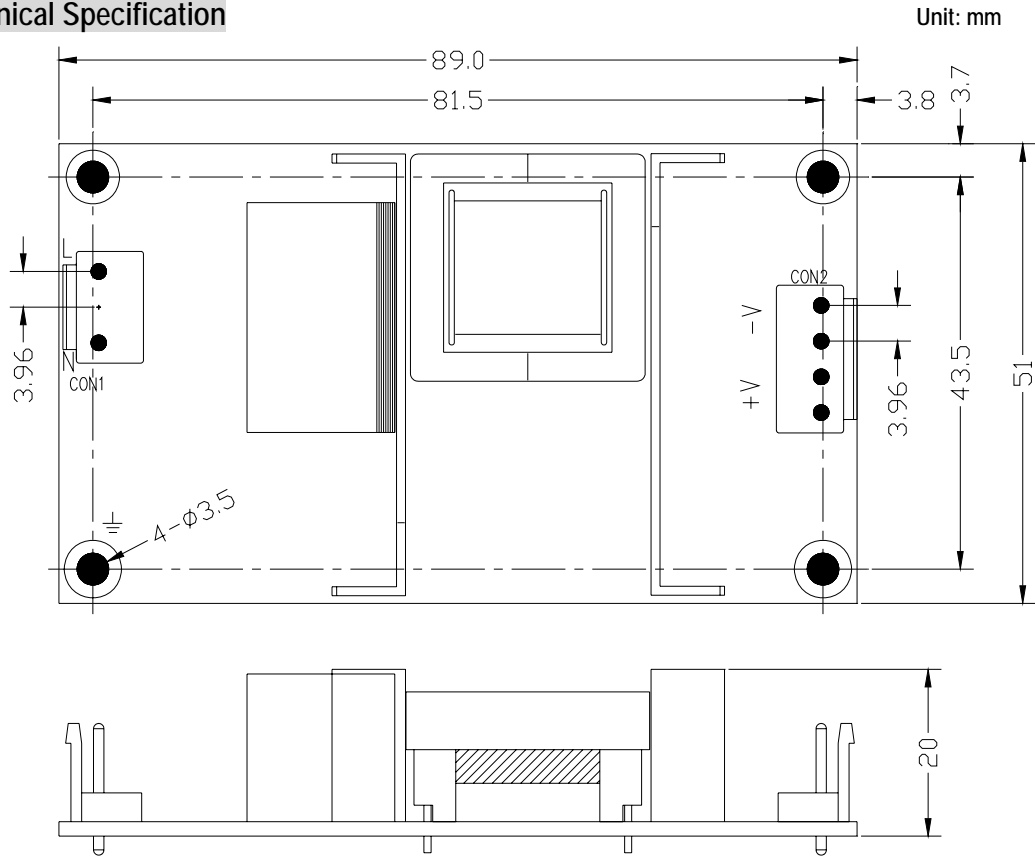 nical Specification
Unit: mm
89.0
81.5
3.8
3.7
L
3.96
N
CON1
CON2
-V
+V
3.96
43.5
51
4-ø3.5
20